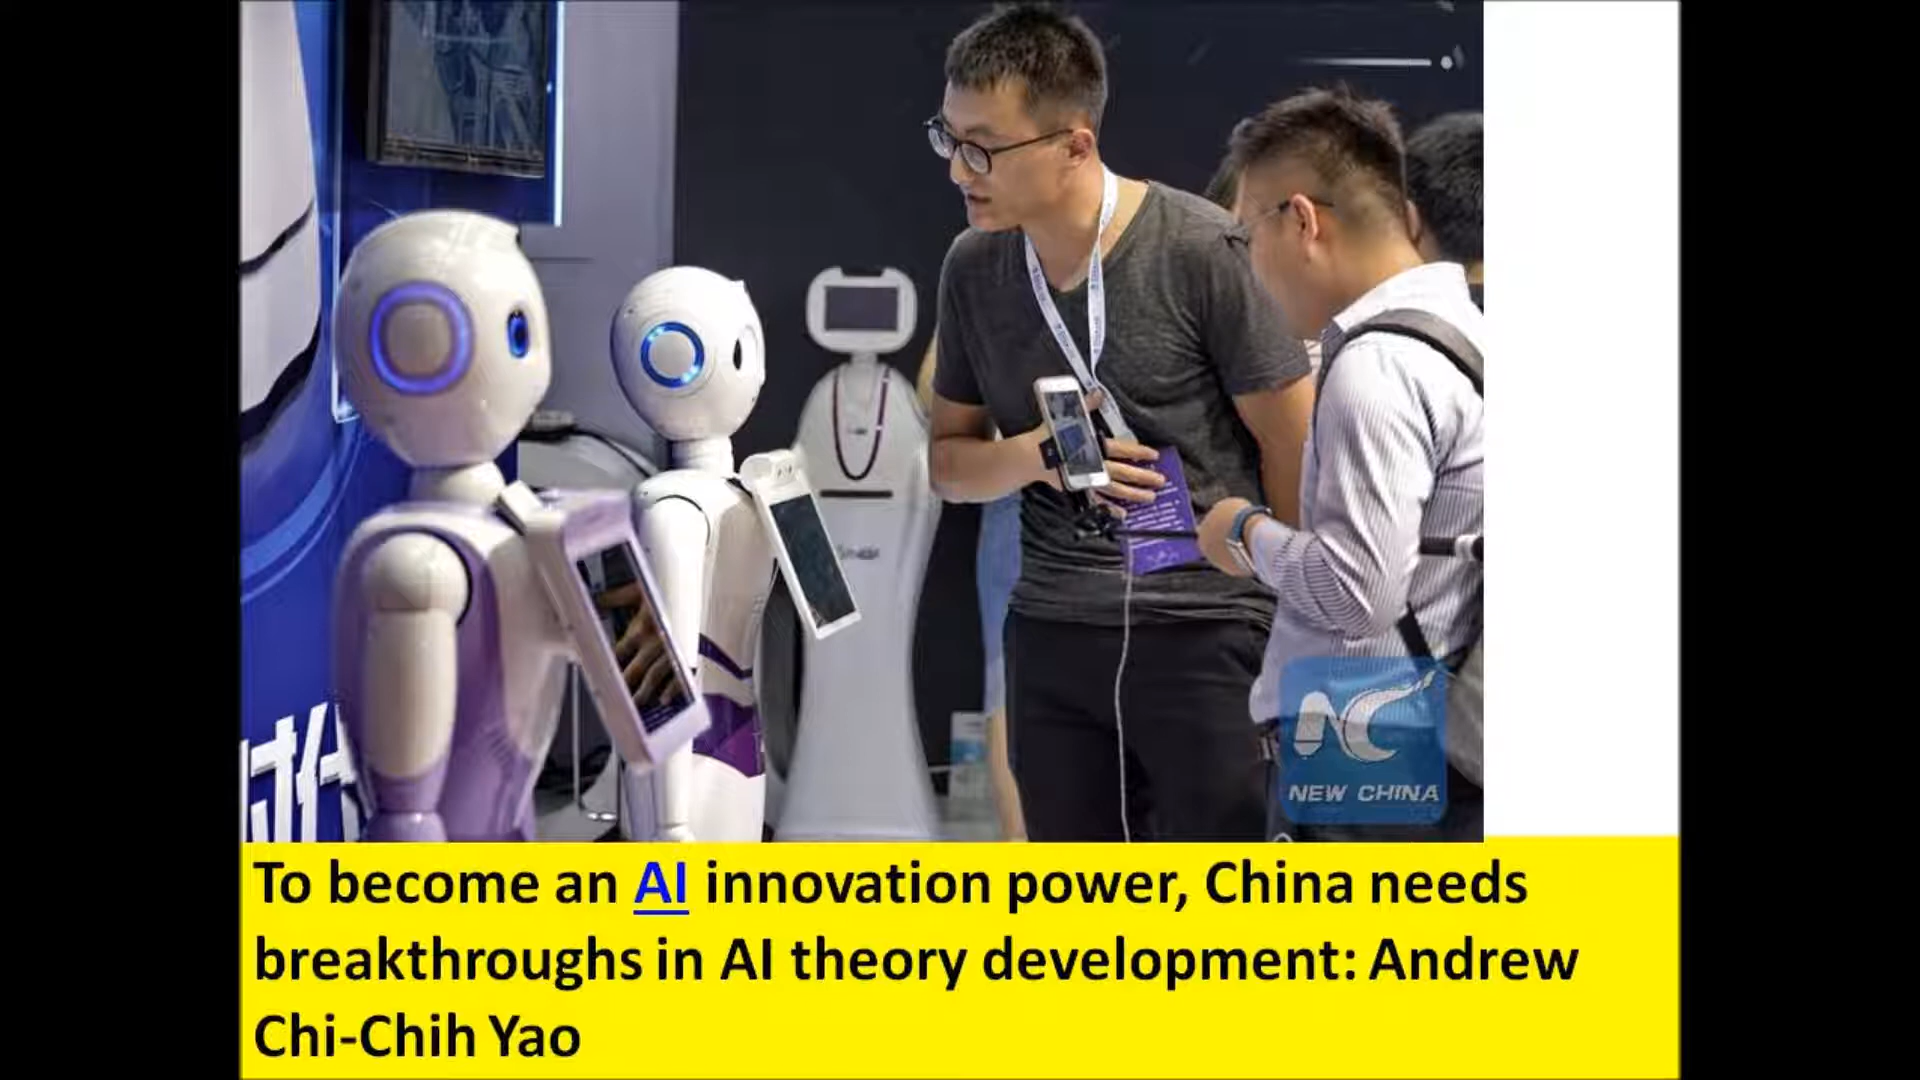 NEW CHINA
To become an AI innovation power, China needs
breakthroughs in AI theory development: Andrew
Chi-Chih Yao